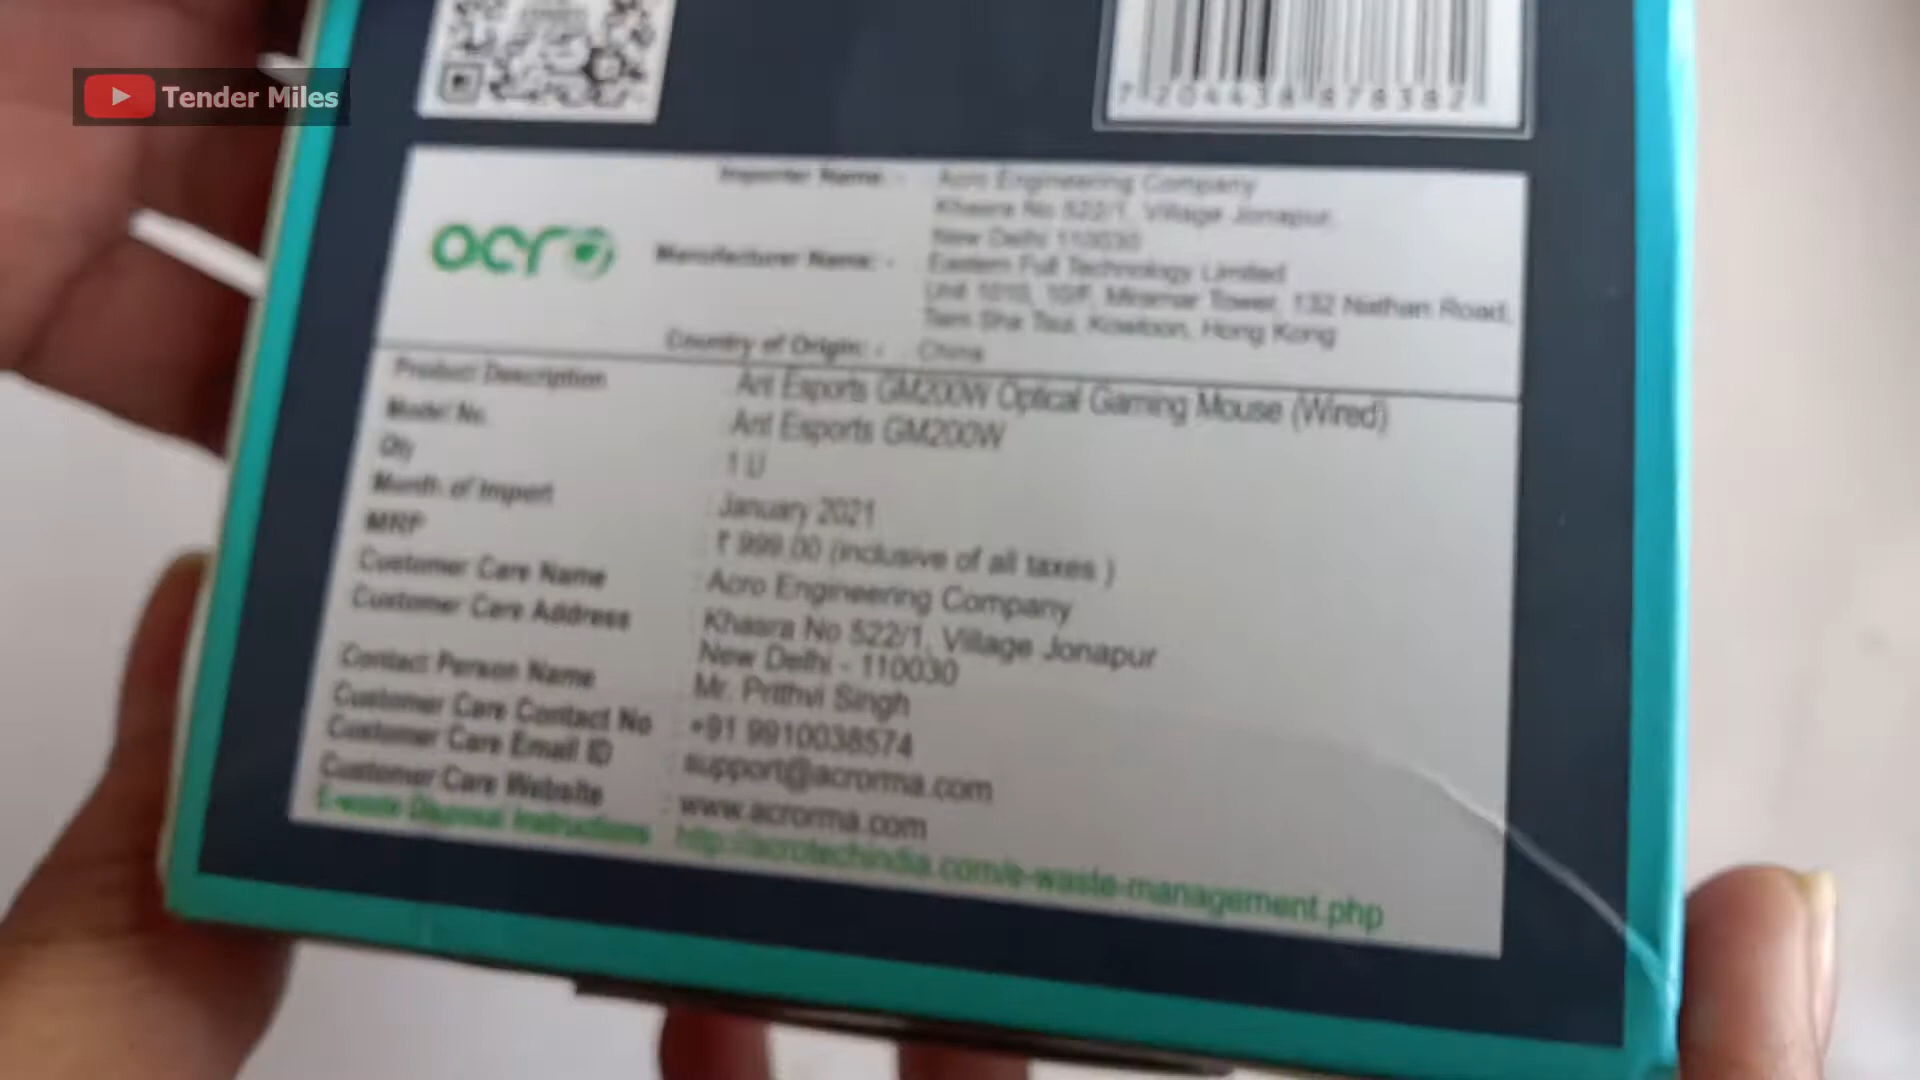 Tender Miles
7 204438 878382
acro
Importer Name: - Acro Engineering Company
Khasra No 522/1, Village Jonapur,
New Delhi 110030
Manufacturer Name: - Eastern Full Technology Limited
Unit 1010, 10/F, Miramar Tower, 132 Nathan Road,
Tsim Sha Tsui, Kowloon, Hong Kong
Country of Origin: - China
Product Description : Ant Esports GM200W Optical Gaming Mouse (Wired)
Model No. : Ant Esports GM200W
Qty : 1 U
Month of Import : January 2021
MRP : ₹ 999.00 (inclusive of all taxes )
Customer Care Name : Acro Engineering Company
Customer Care Address : Khasra No 522/1, Village Jonapur
New Delhi - 110030
Contact Person Name : Mr. Prithvi Singh
Customer Care Contact No : +91 9910038574
Customer Care Email ID : support@acrorma.com
Customer Care Website : www.acrorma.com
E-waste Disposal Instructions : http://acrotechindia.com/e-waste-management.php